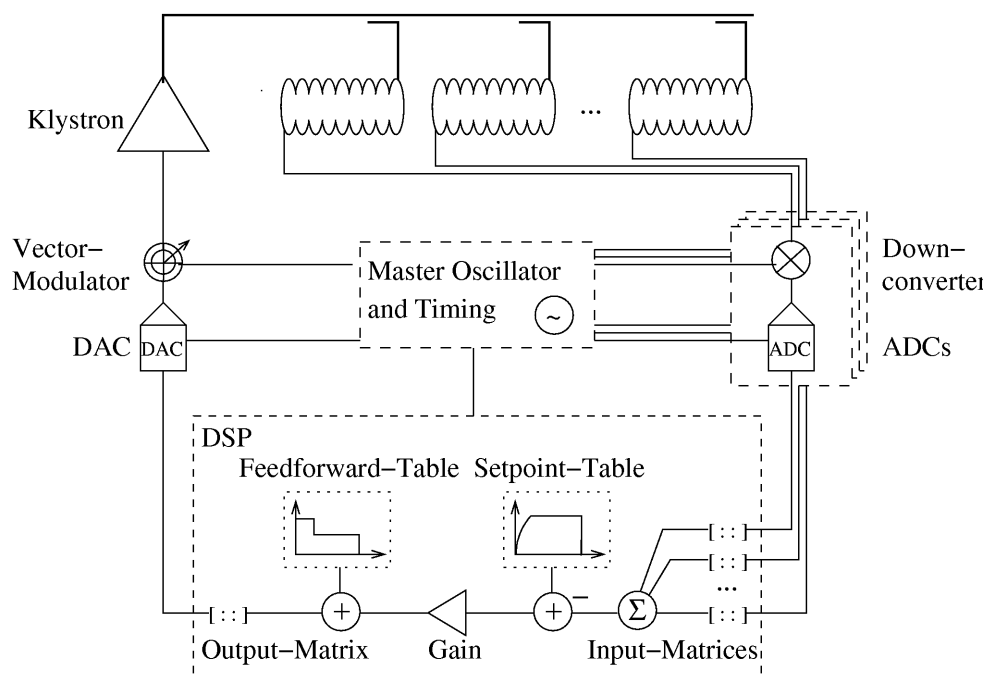 Klystron
...
Vector−
Modulator
Master Oscillator
and Timing
~
Down−
converter
DAC
DAC
ADC
ADCs
DSP
Feedforward−Table
Setpoint−Table
[ : : ]
[ : : ]
...
[ : : ]
+
+
−
Σ
[ : : ]
Output−Matrix
Gain
Input−Matrices